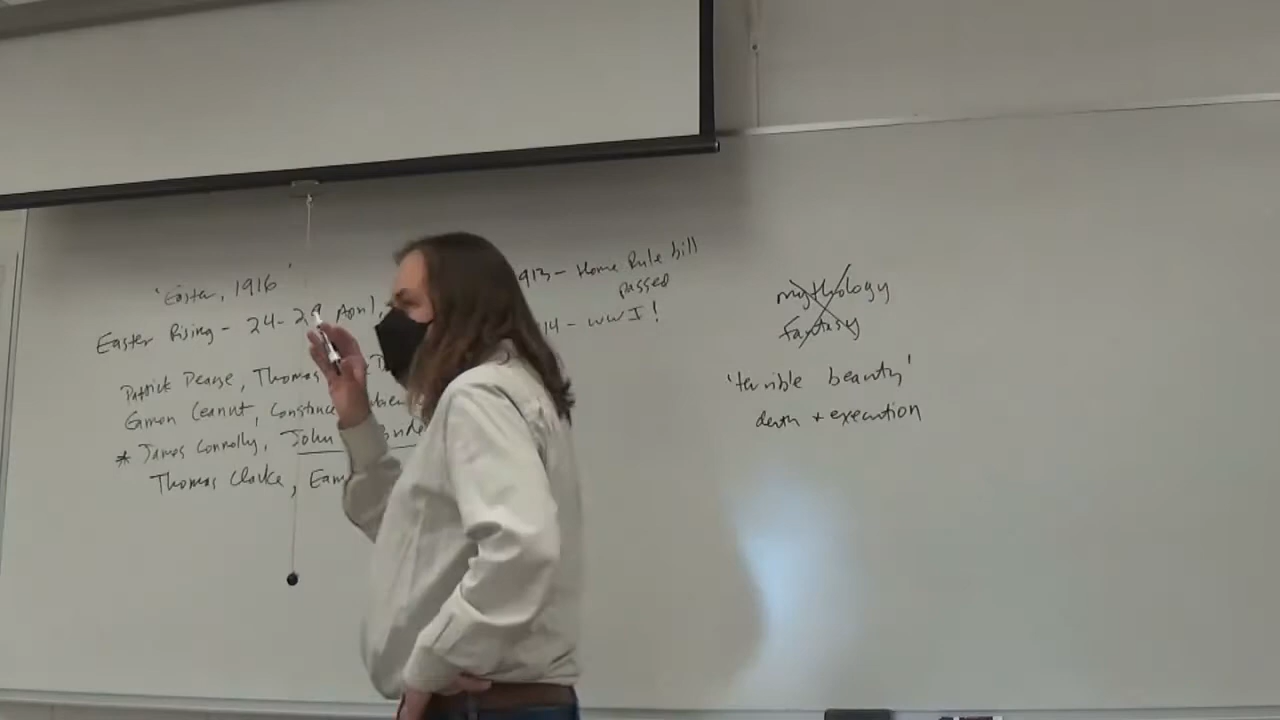 'Easter, 1916'
Easter Rising - 24-29 April,
Patrick Pearse, Thomas
Eamon Ceannt, Constance
* James Connolly, John
Thomas Clarke, Eam
913 - Home Rule bill
passed
14 - WWI!
mythology
fantasy
'terrible beauty'
death + execution